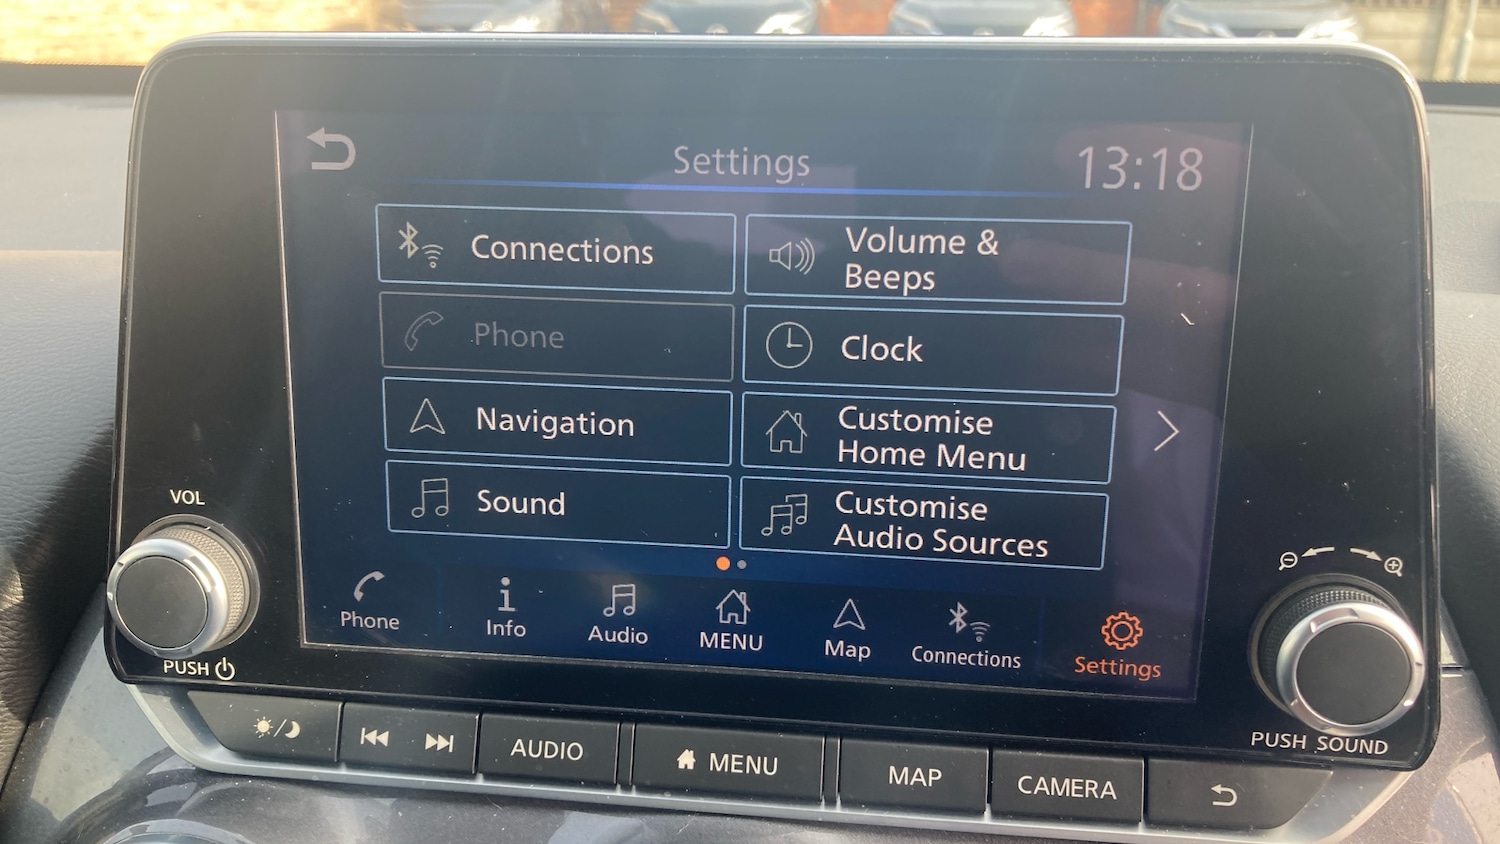 Settings
13:18
Connections
Volume &
Beeps
Phone
Clock
Navigation
Customise
Home Menu
Sound
Customise
Audio Sources
Phone
Info
Audio
MENU
Map
Connections
Settings
VOL
PUSH
PUSH SOUND
AUDIO
MENU
MAP
CAMERA